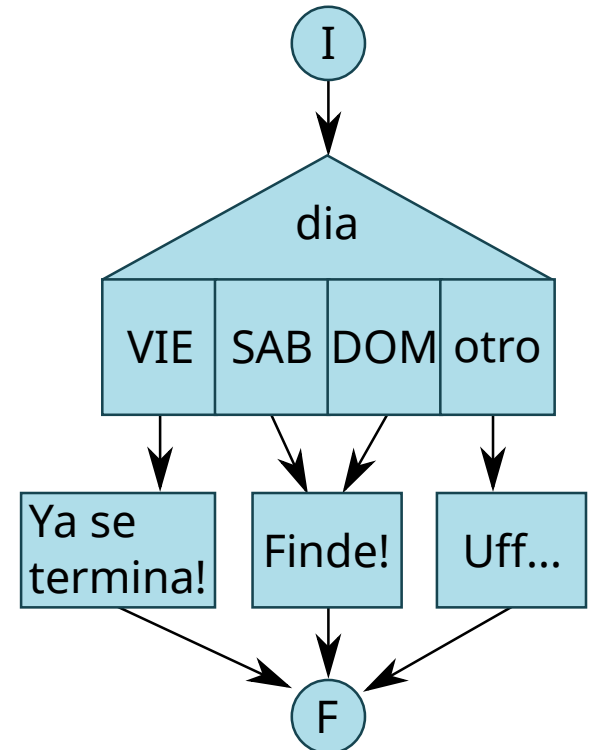 I
dia
VIE SAB DOM otro
Ya se
termina!
Finde!
Uff...
F